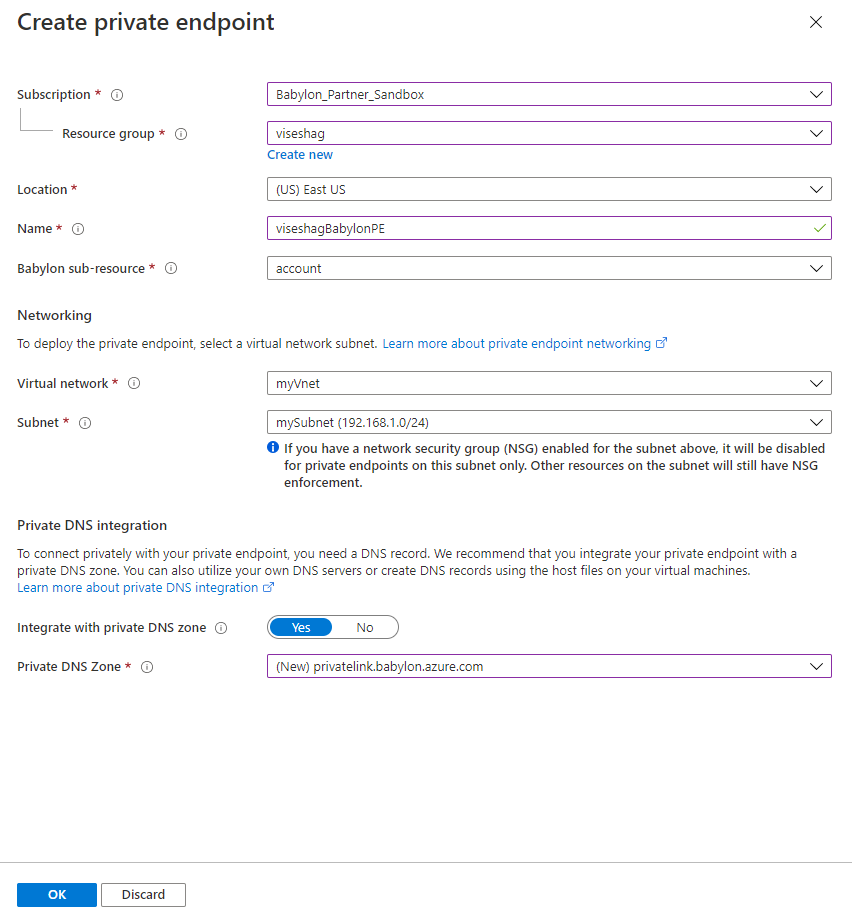 Create private endpoint
Subscription *
Babylon_Partner_Sandbox
Resource group *
viseshag
Create new
Location *
(US) East US
Name *
viseshagBabylonPE
Babylon sub-resource *
account
Networking
To deploy the private endpoint, select a virtual network subnet. Learn more about private endpoint networking
Virtual network *
myVnet
Subnet *
mySubnet (192.168.1.0/24)
If you have a network security group (NSG) enabled for the subnet above, it will be disabled
for private endpoints on this subnet only. Other resources on the subnet will still have NSG
enforcement.
Private DNS integration
To connect privately with your private endpoint, you need a DNS record. We recommend that you integrate your private endpoint with a
private DNS zone. You can also utilize your own DNS servers or create DNS records using the host files on your virtual machines.
Learn more about private DNS integration
Integrate with private DNS zone
Yes No
Private DNS Zone *
(New) privatelink.babylon.azure.com
OK Discard